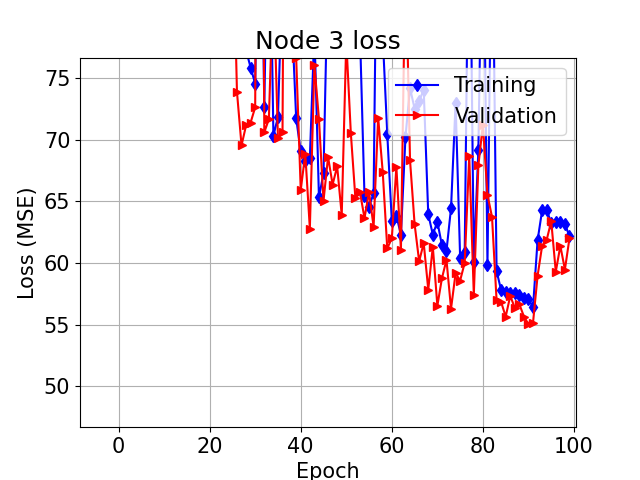 Node 3 loss
Training
Validation
75
70
65
60
55
50
Loss (MSE)
0 20 40 60 80 100
Epoch